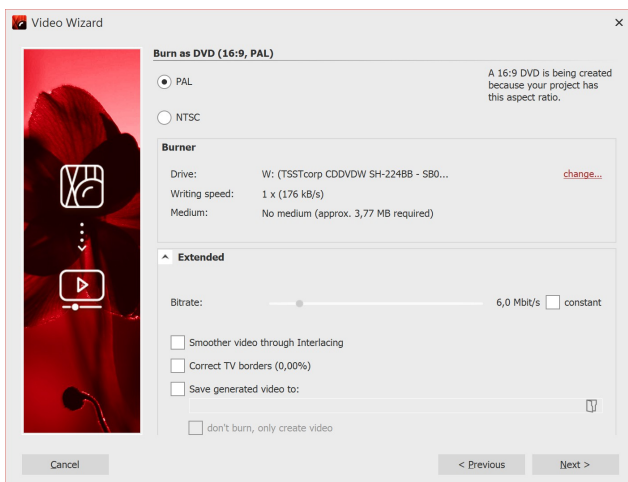 Video Wizard
Burn as DVD (16:9, PAL)
PAL
A 16:9 DVD is being created
because your project has
this aspect ratio.
NTSC
Burner
Drive: W: (TSSTcorp CDDVDW SH-224BB - SB0... change...
Writing speed: 1 x (176 kB/s)
Medium: No medium (approx. 3,77 MB required)
Extended
Bitrate: 6,0 Mbit/s constant
Smoother video through Interlacing
Correct TV borders (0,00%)
Save generated video to:
don't burn, only create video
Cancel < Previous Next >